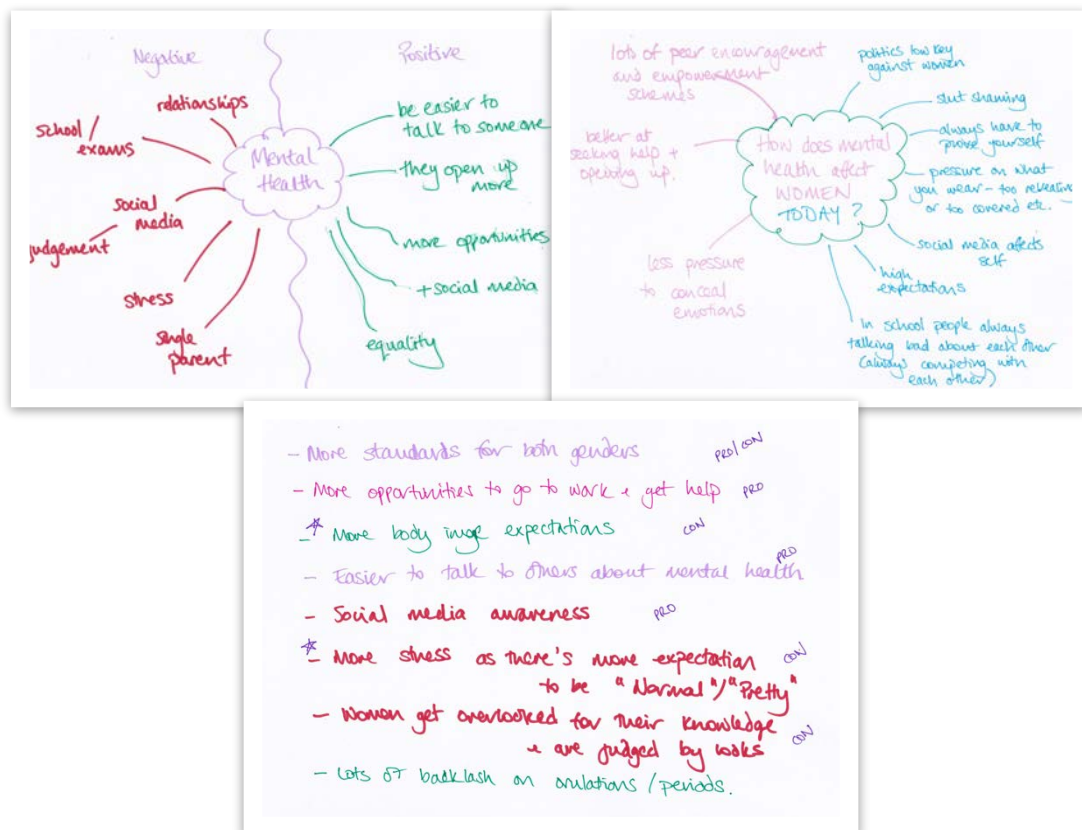 Negative
Positive
relationships
school /
exams
social
media
judgement
stress
single
parent
Mental
Health
be easier to
talk to someone
they open up
more
more opportunities
+ social media
equality
lots of peer encouragement
and empowerment
schemes
better at
seeking help +
opening up.
less pressure
to conceal
emotions
How does mental
health affect
WOMEN
TODAY?
politics low key
against women
slut shaming
always have to
prove yourself
pressure on what
you wear - too revealing
or too covered etc.
social media affects
self
high
expectations
In school people always
talking bad about each other
(always competing with
each other)
- More standards for both genders PRO/CON
- More opportunities to go to work & get help PRO
- * More body image expectations CON
- Easier to talk to others about mental health PRO
- Social media awareness PRO
* - More stress as there's more expectation CON
to be "Normal"/"Pretty"
- Women get overlooked for their knowledge
& are judged by looks CON
- Lots of backlash on ovulations / periods.